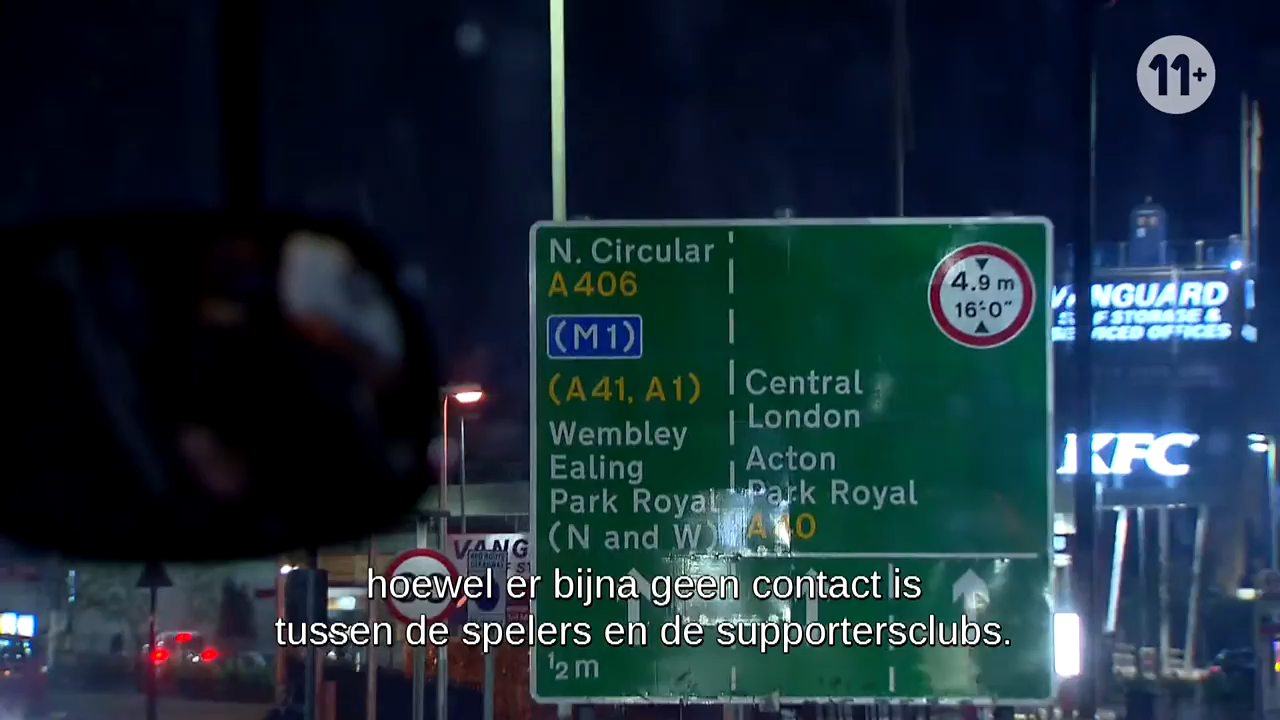 11+
N. Circular
A406
(M1)
(A41, A1)
Wembley
Ealing
Park Royal
(N and W)
½ m
4.9 m
16'-0"
Central
London
Acton
Park Royal
A40
VANGUARD
SELF STORAGE &
SERVICED OFFICES
KFC
VANG
hoewel er bijna geen contact is
tussen de spelers en de supportersclubs.